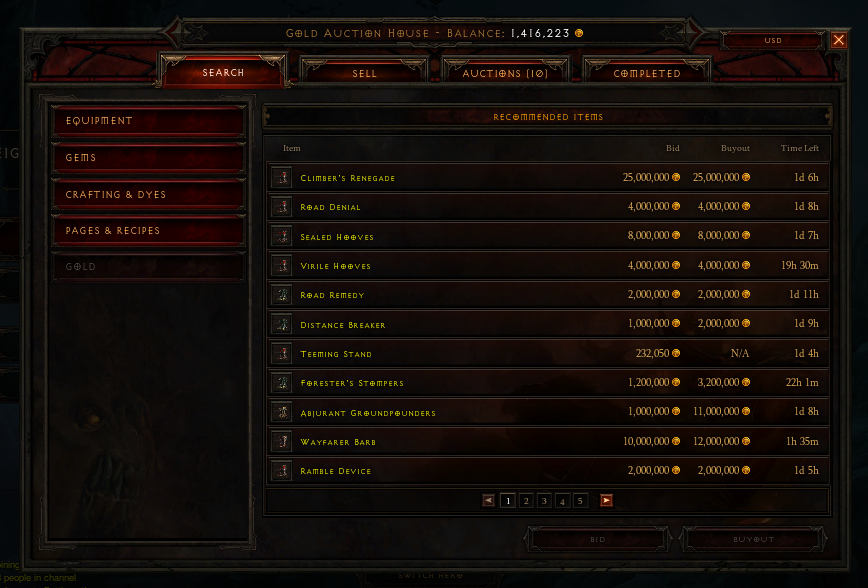 GOLD AUCTION HOUSE - BALANCE: 1,416,223
USD
SEARCH
SELL
AUCTIONS (10)
COMPLETED
EQUIPMENT
GEMS
CRAFTING & DYES
PAGES & RECIPES
GOLD
RECOMMENDED ITEMS
Item Bid Buyout Time Left
CLIMBER'S RENEGADE 25,000,000 25,000,000 1d 6h
ROAD DENIAL 4,000,000 4,000,000 1d 8h
SEALED HOOVES 8,000,000 8,000,000 1d 7h
VIRILE HOOVES 4,000,000 4,000,000 19h 30m
ROAD REMEDY 2,000,000 2,000,000 1d 11h
DISTANCE BREAKER 1,000,000 2,000,000 1d 9h
TEEMING STAND 232,050 N/A 1d 4h
FORESTER'S STOMPERS 1,200,000 3,200,000 22h 1m
ABJURANT GROUNDPOUNDERS 1,000,000 11,000,000 1d 8h
WAYFARER BARB 10,000,000 12,000,000 1h 35m
RAMBLE DEVICE 2,000,000 2,000,000 1d 5h
1 2 3 4 5
BID
BUYOUT
people in channel
SWITCH HERO